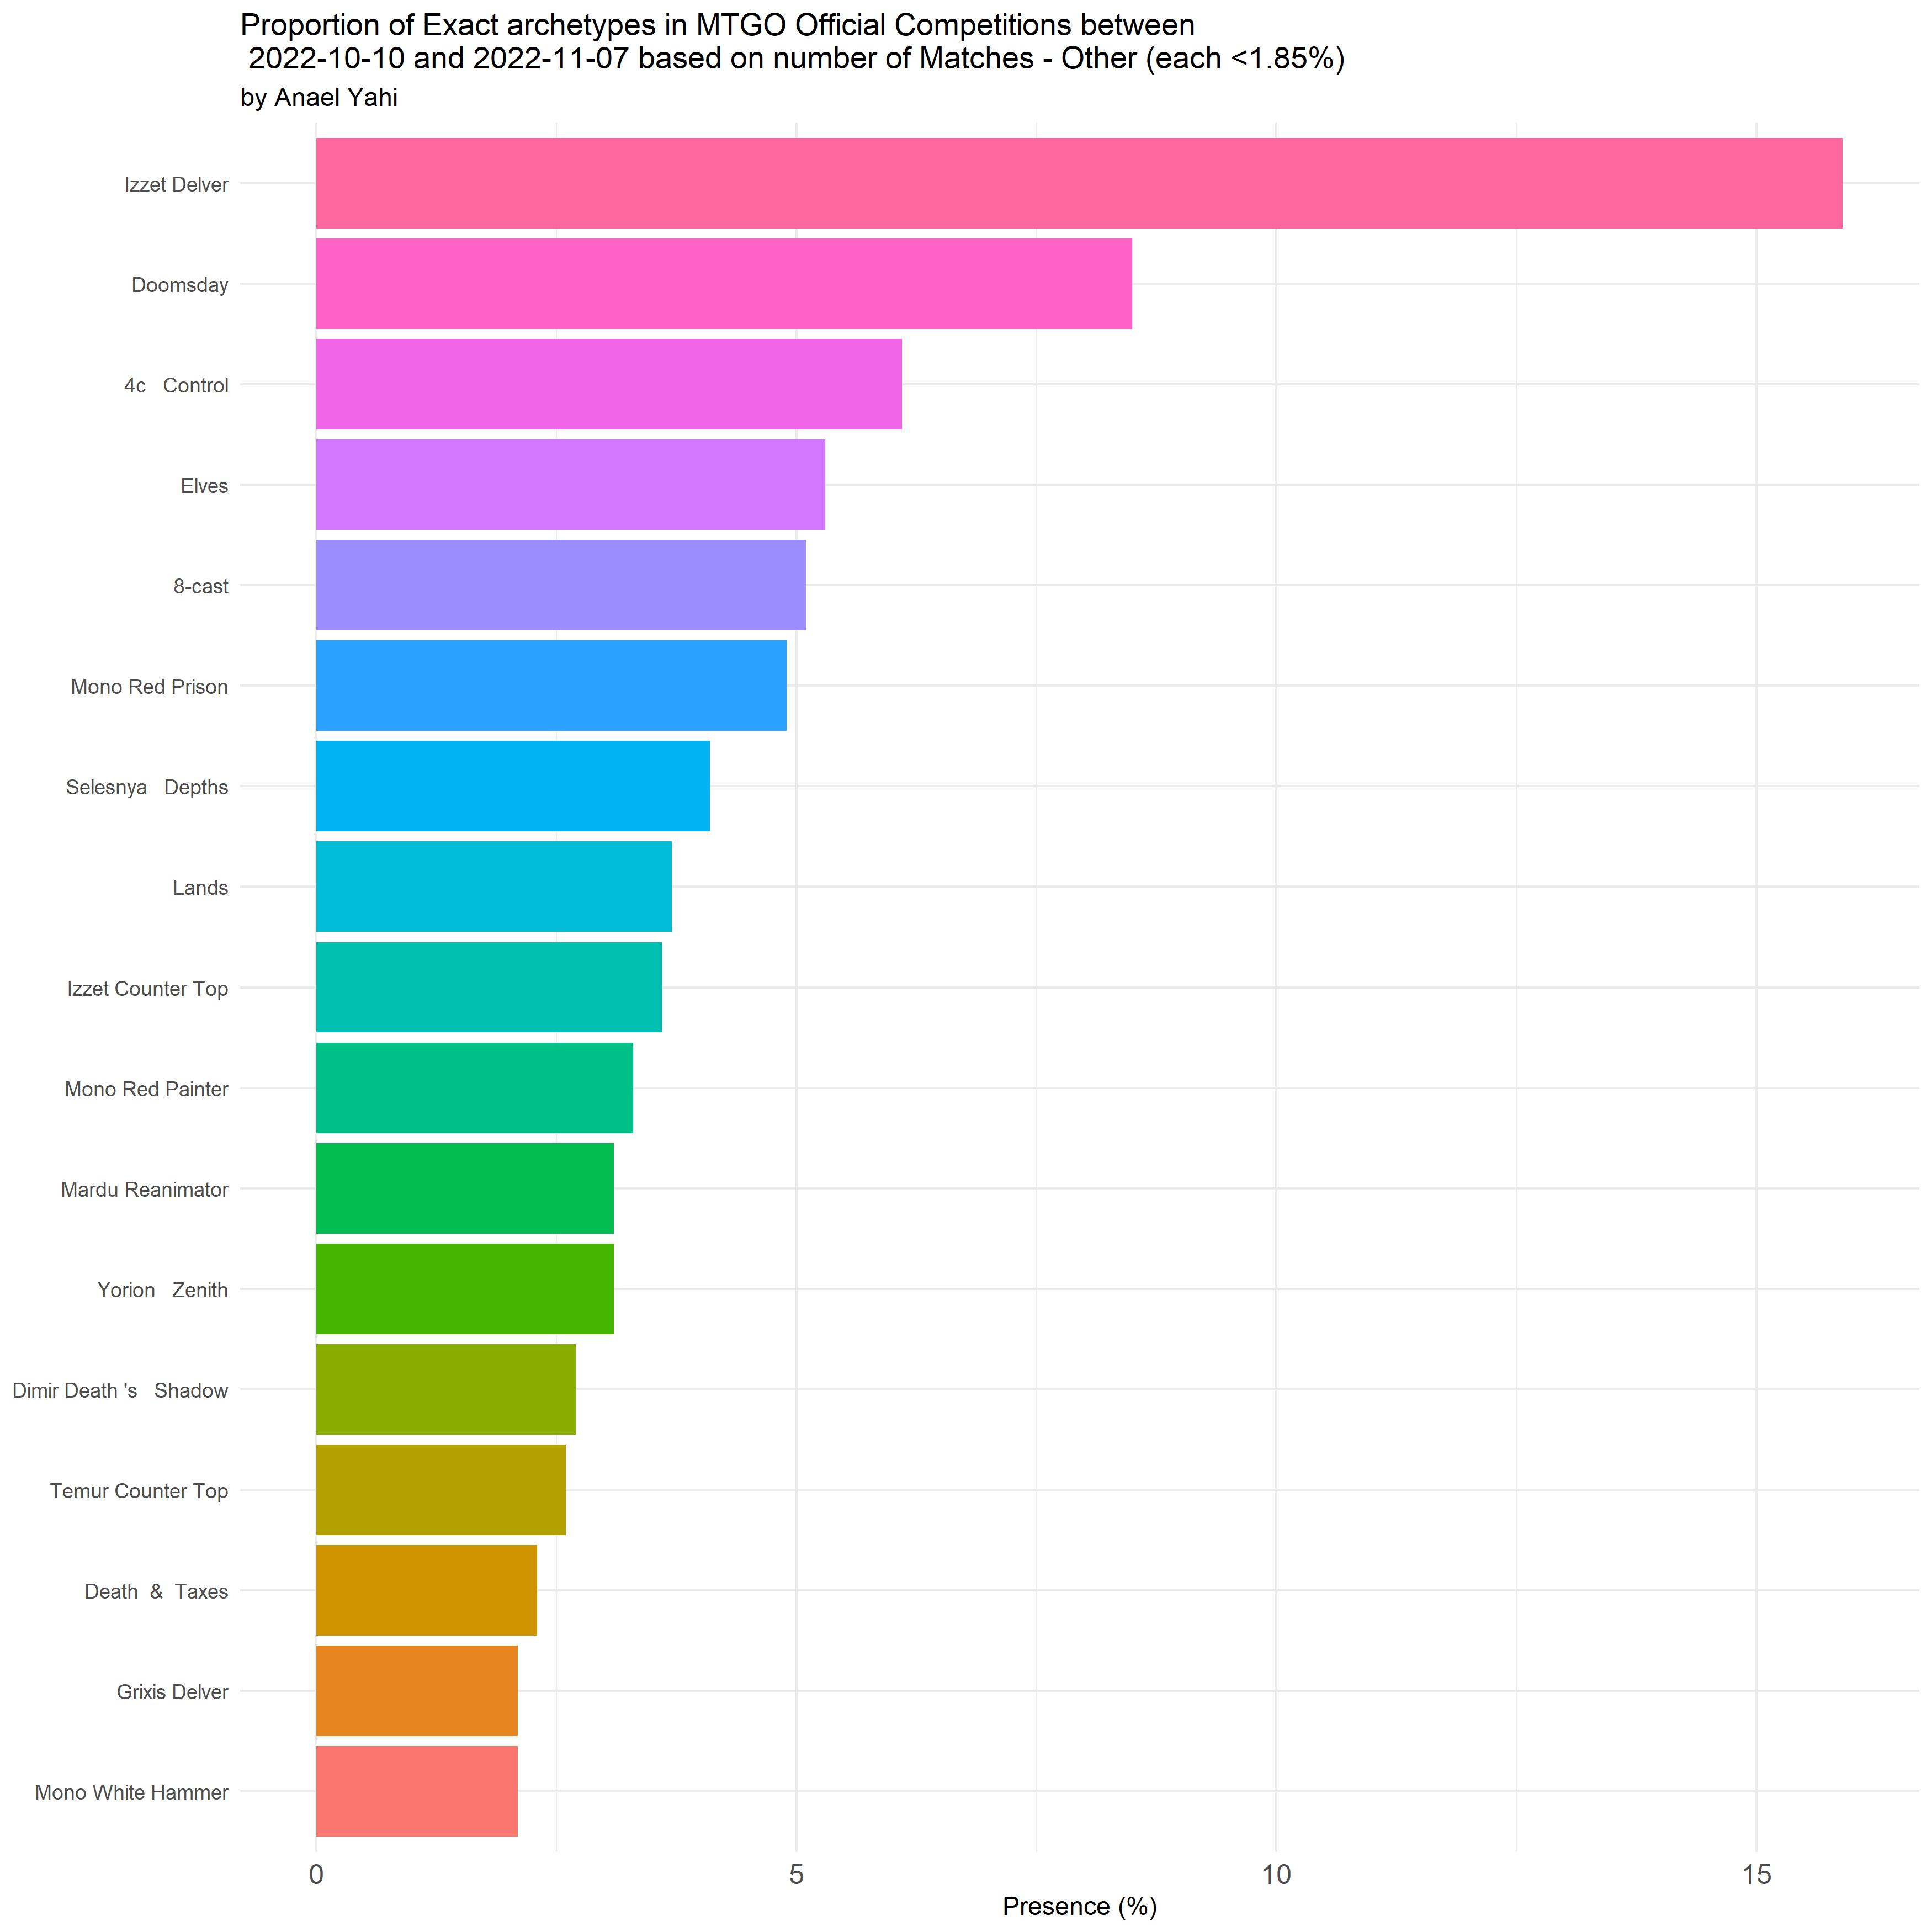 Proportion of Exact archetypes in MTGO Official Competitions between
2022-10-10 and 2022-11-07 based on number of Matches - Other (each <1.85%)
by Anael Yahi
Izzet Delver
Doomsday
4c   Control
Elves
8-cast
Mono Red Prison
Selesnya   Depths
Lands
Izzet Counter Top
Mono Red Painter
Mardu Reanimator
Yorion   Zenith
Dimir Death 's   Shadow
Temur Counter Top
Death  &  Taxes
Grixis Delver
Mono White Hammer
0 5 10 15
Presence (%)